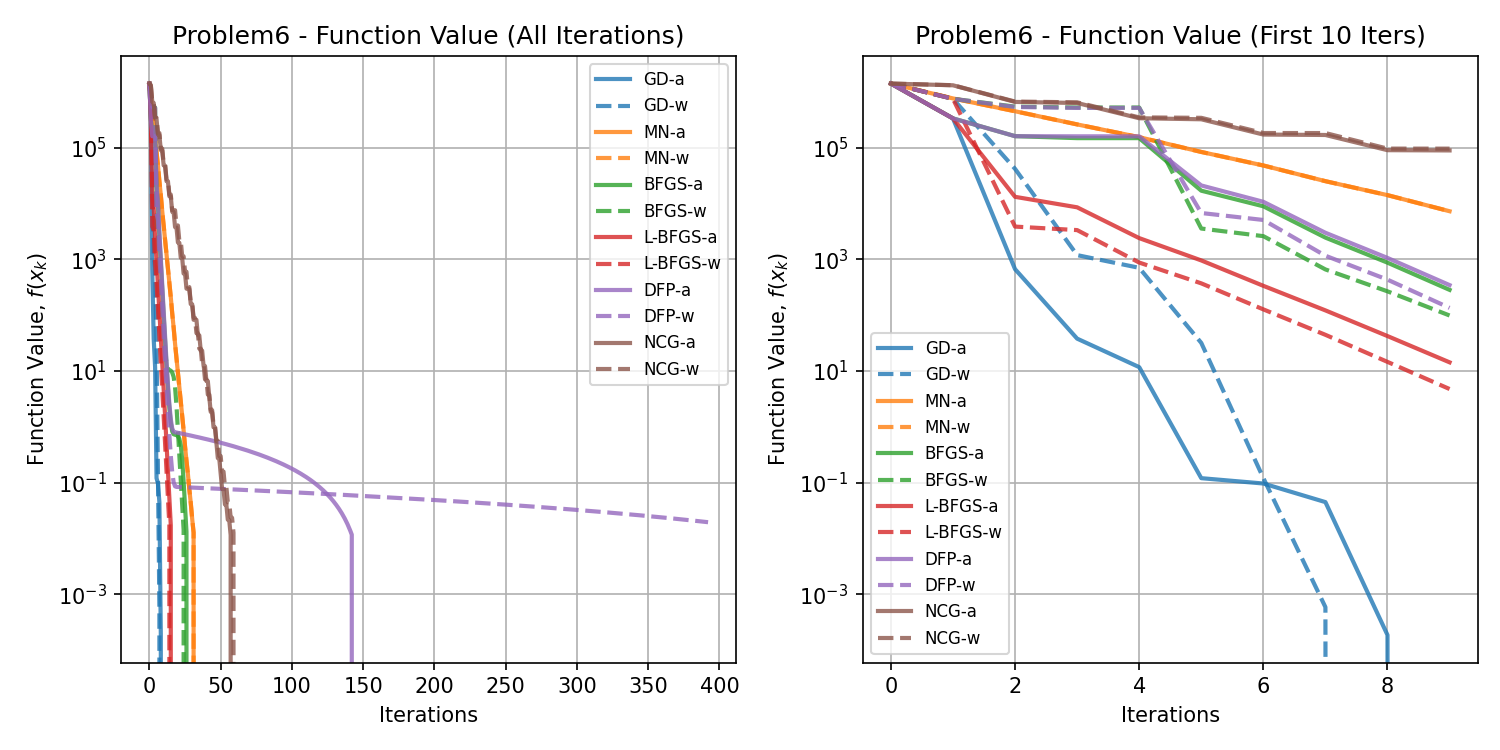 Problem6 - Function Value (All Iterations)
Function Value, f(x_k)
10^5
10^3
10^1
10^−1
10^−3
0 50 100 150 200 250 300 350 400
Iterations
GD-a
GD-w
MN-a
MN-w
BFGS-a
BFGS-w
L-BFGS-a
L-BFGS-w
DFP-a
DFP-w
NCG-a
NCG-w
Problem6 - Function Value (First 10 Iters)
Function Value, f(x_k)
10^5
10^3
10^1
10^−1
10^−3
0 2 4 6 8
Iterations
GD-a
GD-w
MN-a
MN-w
BFGS-a
BFGS-w
L-BFGS-a
L-BFGS-w
DFP-a
DFP-w
NCG-a
NCG-w